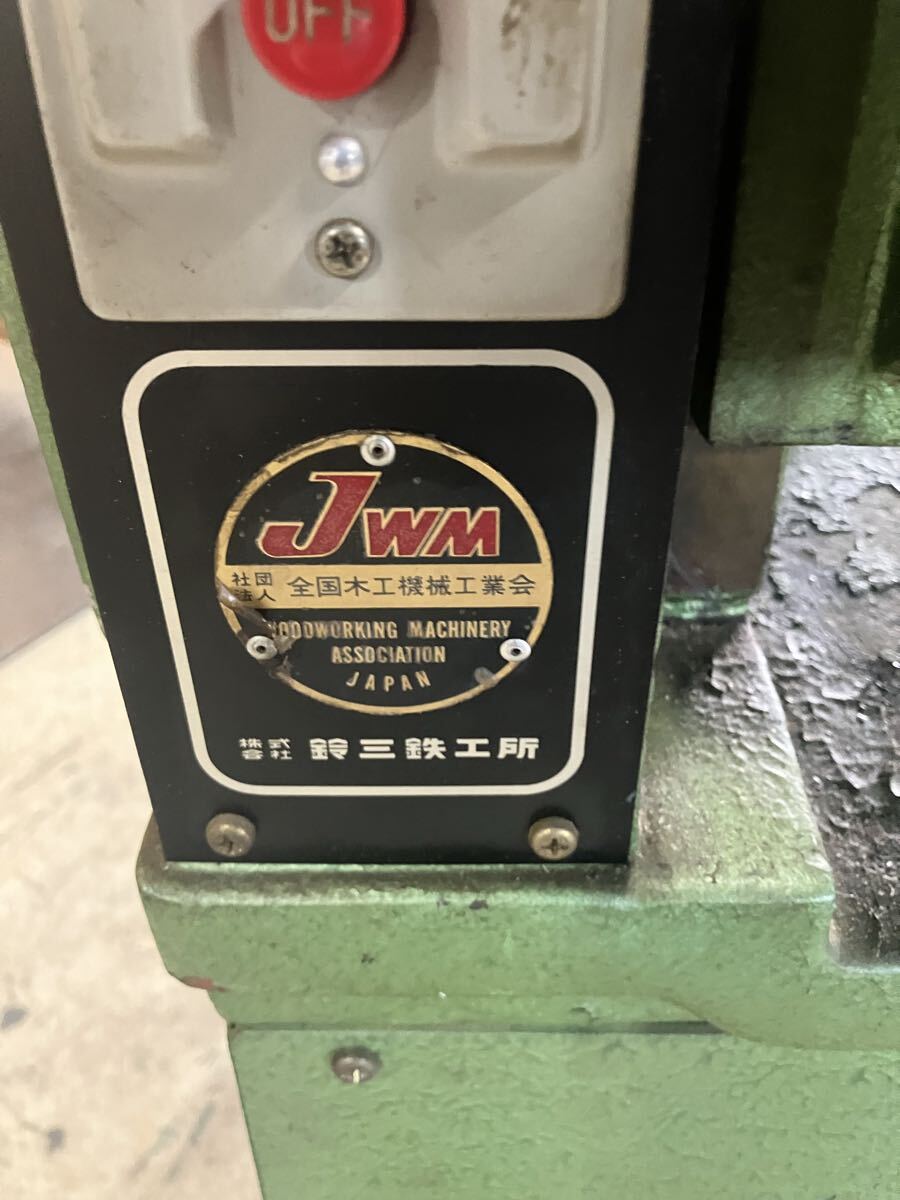 OFF
JWM
社団法人 全国木工機械工業会
WOODWORKING MACHINERY
ASSOCIATION
JAPAN
株式会社 鈴三鉄工所